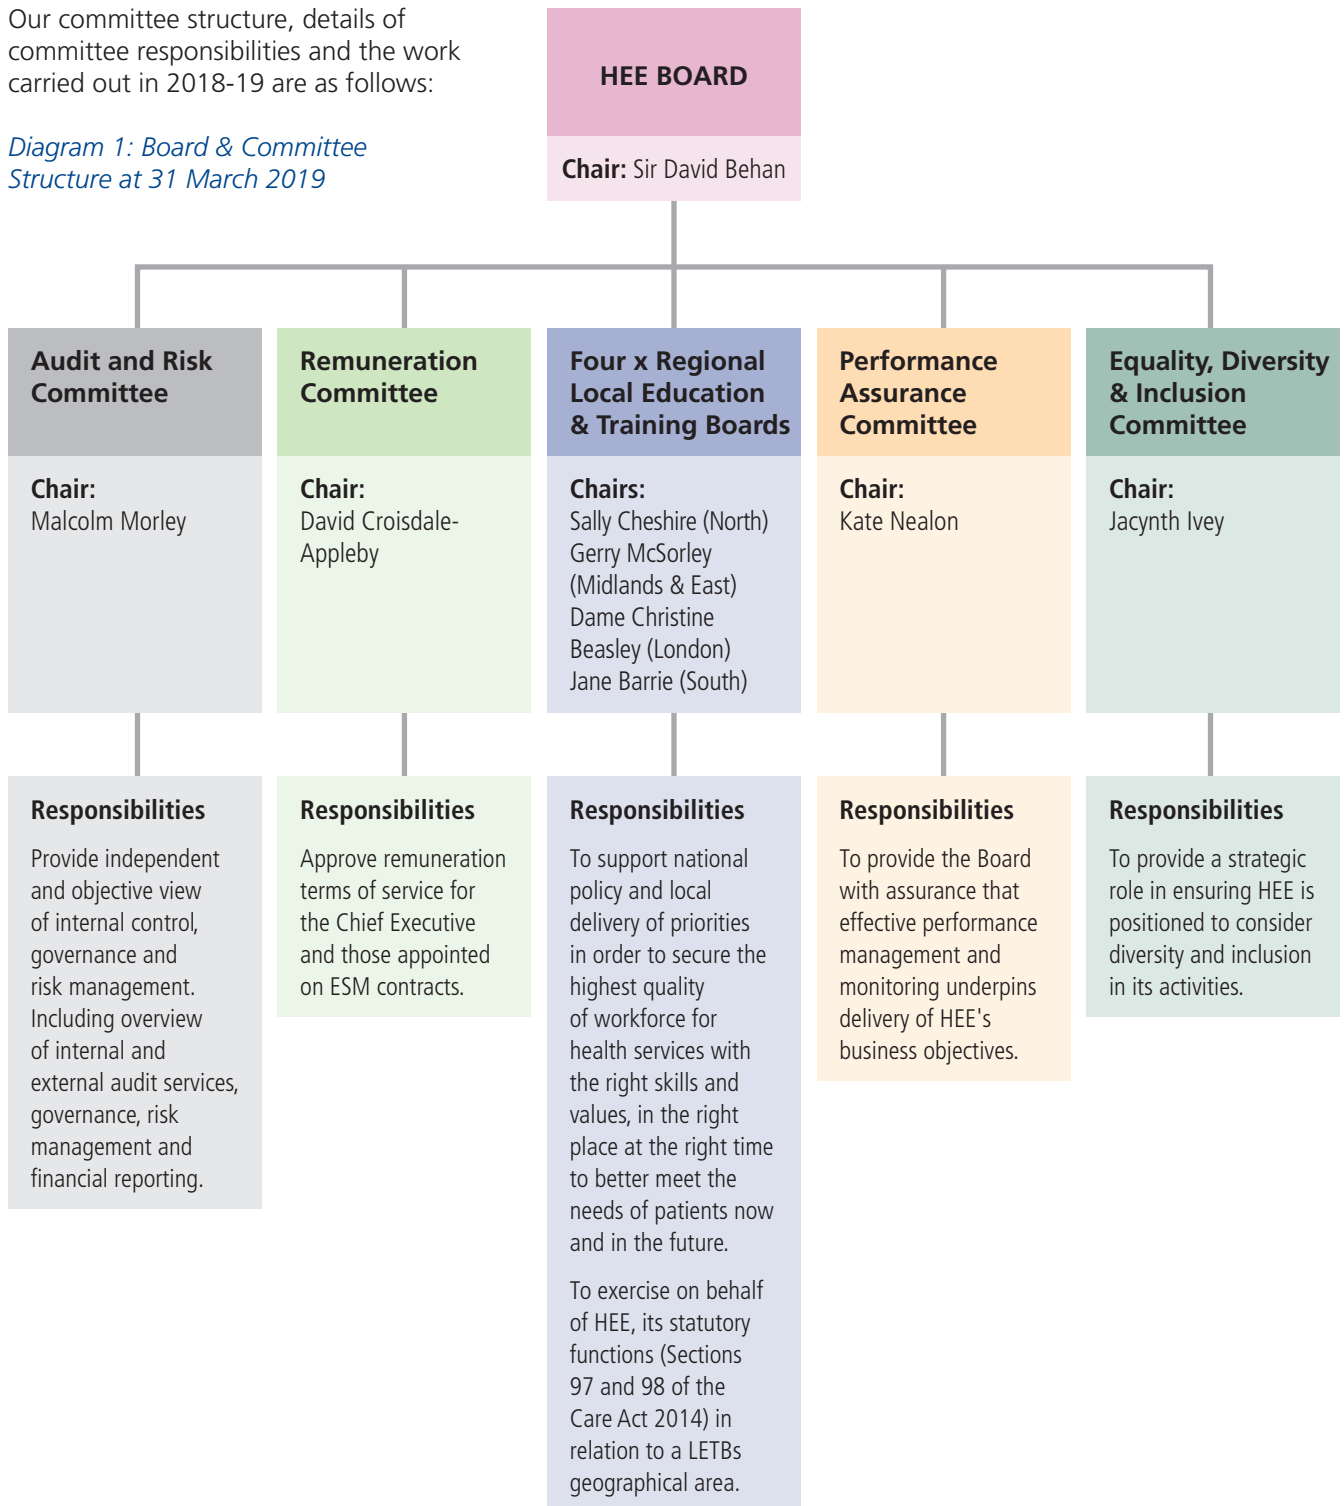 Our committee structure, details of
committee responsibilities and the work
carried out in 2018-19 are as follows:
Diagram 1: Board & Committee
Structure at 31 March 2019
HEE BOARD
Chair: Sir David Behan
Audit and Risk
Committee
Chair:
Malcolm Morley
Responsibilities
Provide independent
and objective view
of internal control,
governance and
risk management.
Including overview
of internal and
external audit services,
governance, risk
management and
financial reporting.
Remuneration
Committee
Chair:
David Croisdale-
Appleby
Responsibilities
Approve remuneration
terms of service for
the Chief Executive
and those appointed
on ESM contracts.
Four x Regional
Local Education
& Training Boards
Chairs:
Sally Cheshire (North)
Gerry McSorley
(Midlands & East)
Dame Christine
Beasley (London)
Jane Barrie (South)
Responsibilities
To support national
policy and local
delivery of priorities
in order to secure the
highest quality
of workforce for
health services with
the right skills and
values, in the right
place at the right time
to better meet the
needs of patients now
and in the future.
To exercise on behalf
of HEE, its statutory
functions (Sections
97 and 98 of the
Care Act 2014) in
relation to a LETBs
geographical area.
Performance
Assurance
Committee
Chair:
Kate Nealon
Responsibilities
To provide the Board
with assurance that
effective performance
management and
monitoring underpins
delivery of HEE's
business objectives.
Equality, Diversity
& Inclusion
Committee
Chair:
Jacynth Ivey
Responsibilities
To provide a strategic
role in ensuring HEE is
positioned to consider
diversity and inclusion
in its activities.